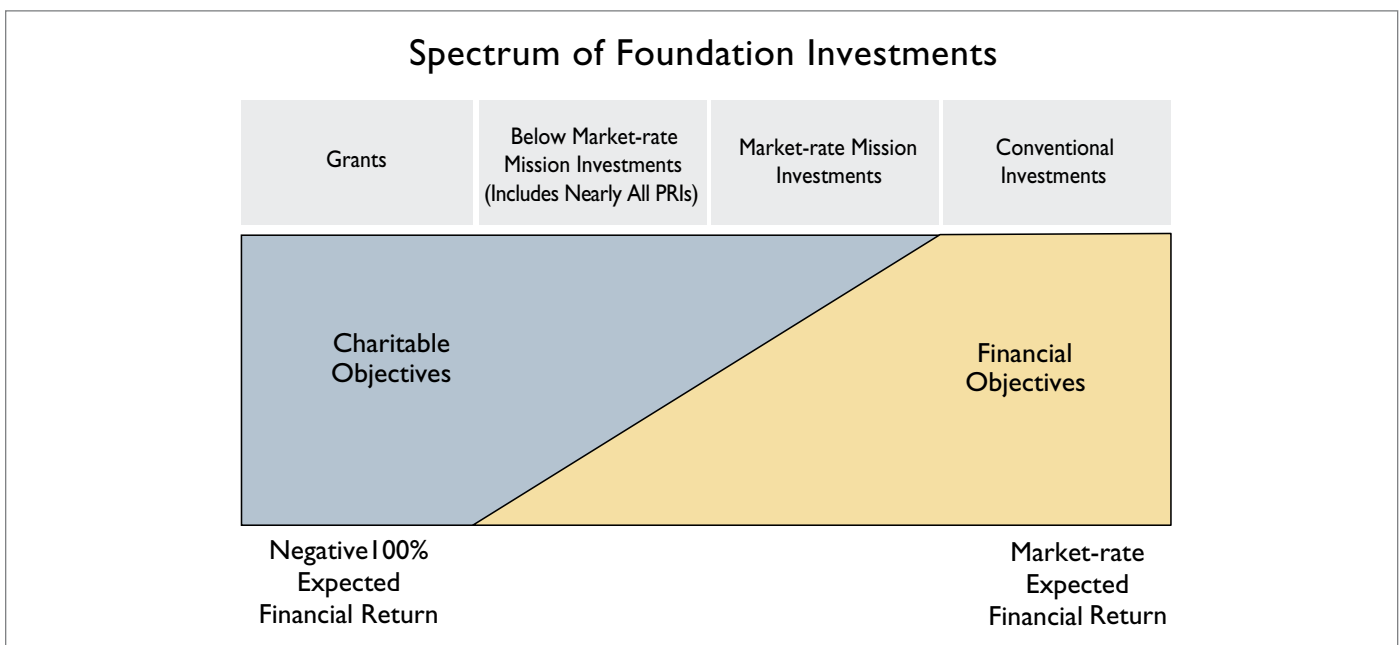 Spectrum of Foundation Investments
Grants
Below Market-rate
Mission Investments
(Includes Nearly All PRIs)
Market-rate Mission
Investments
Conventional
Investments
Charitable
Objectives
Financial
Objectives
Negative100%
Expected
Financial Return
Market-rate
Expected
Financial Return